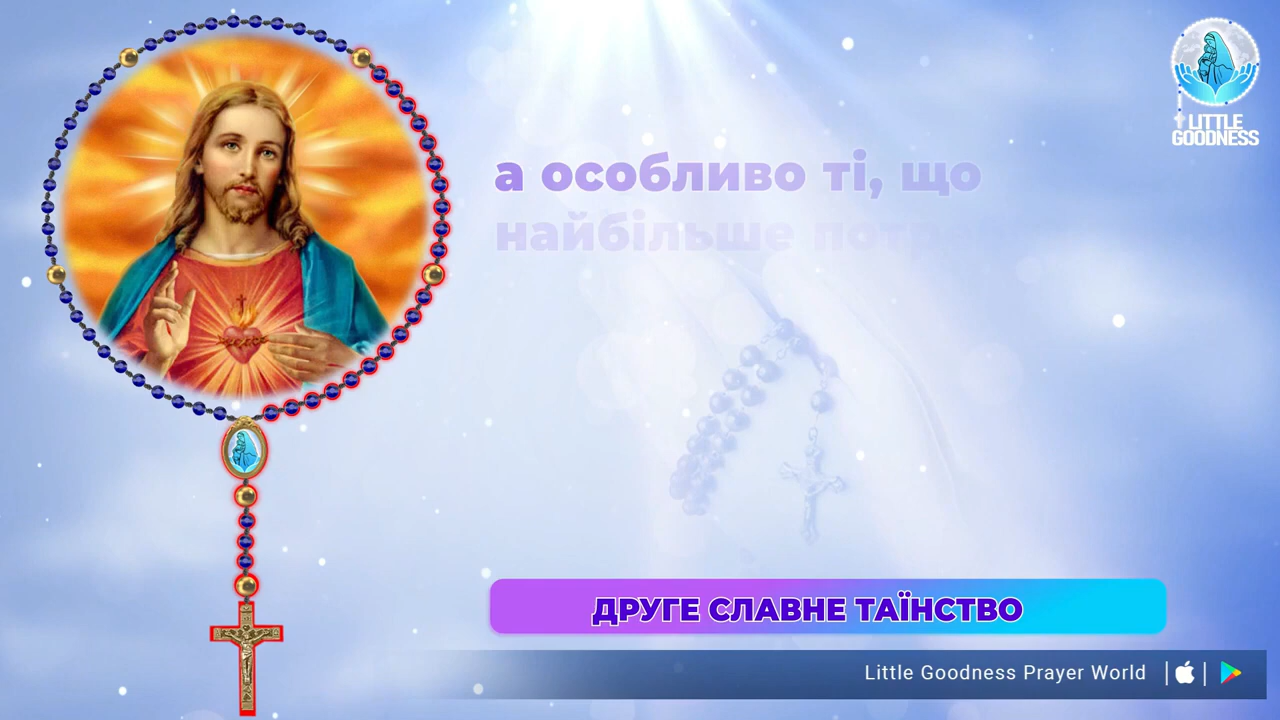 LITTLE
GOODNESS
а особливо ті, що
найбільше
ДРУГЕ СЛАВНЕ ТАЇНСТВО
Little Goodness Prayer World